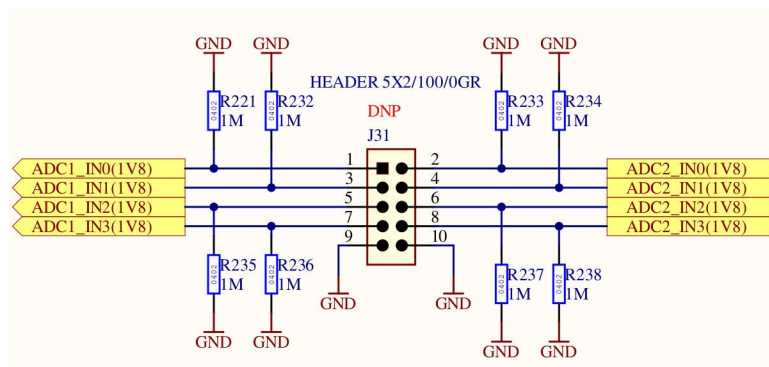 GND
GND
GND
GND
HEADER 5X2/100/0GR
DNP
J31
0402
R221
1M
0402
R232
1M
0402
R233
1M
0402
R234
1M
1
2
3
4
5
6
7
8
9
10
ADC1_IN0(1V8)
ADC1_IN1(1V8)
ADC1_IN2(1V8)
ADC1_IN3(1V8)
ADC2_IN0(1V8)
ADC2_IN1(1V8)
ADC2_IN2(1V8)
ADC2_IN3(1V8)
0402
R235
1M
0402
R236
1M
0402
R237
1M
0402
R238
1M
GND
GND
GND
GND
GND
GND